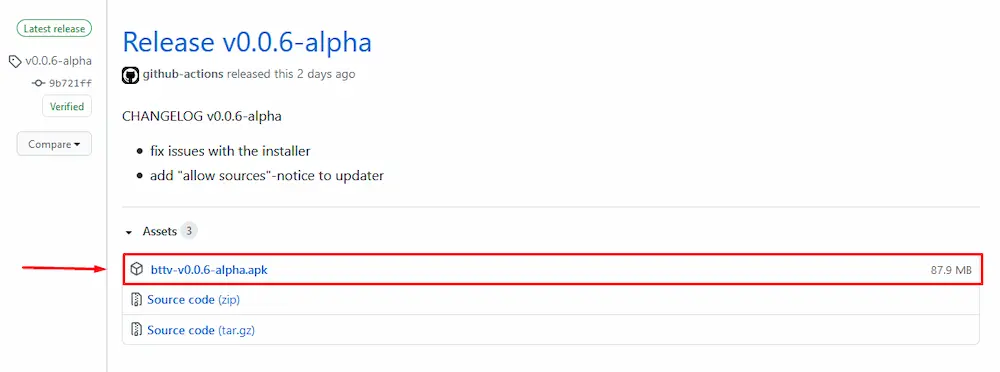 Latest release
v0.0.6-alpha
9b721ff
Verified
Compare
Release v0.0.6-alpha
github-actions released this 2 days ago
CHANGELOG v0.0.6-alpha
fix issues with the installer
add "allow sources"-notice to updater
Assets 3
bttv-v0.0.6-alpha.apk 87.9 MB
Source code (zip)
Source code (tar.gz)